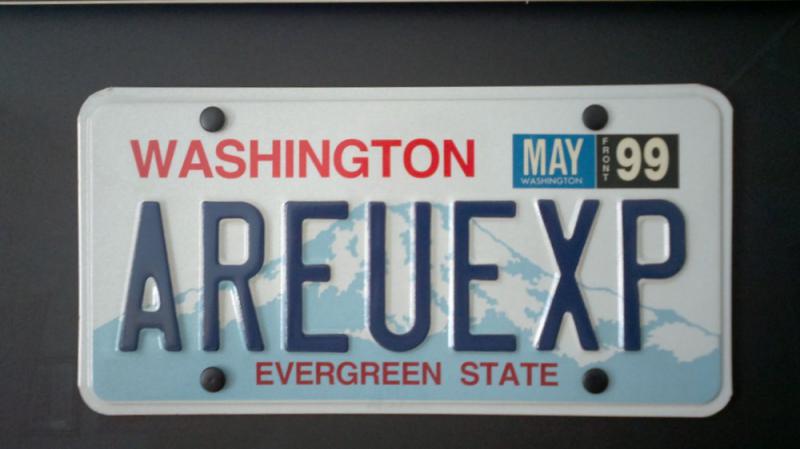 WASHINGTON
MAY
WASHINGTON
FRONT
99
AREUEXP
EVERGREEN STATE